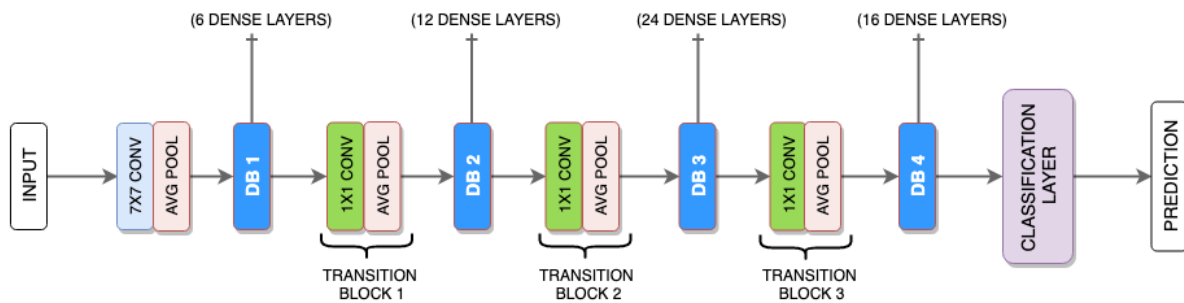 (6 DENSE LAYERS)
(12 DENSE LAYERS)
(24 DENSE LAYERS)
(16 DENSE LAYERS)
INPUT
7X7 CONV
AVG POOL
DB 1
1X1 CONV
AVG POOL
DB 2
1X1 CONV
AVG POOL
DB 3
1X1 CONV
AVG POOL
DB 4
CLASSIFICATION
LAYER
PREDICTION
TRANSITION
BLOCK 1
TRANSITION
BLOCK 2
TRANSITION
BLOCK 3